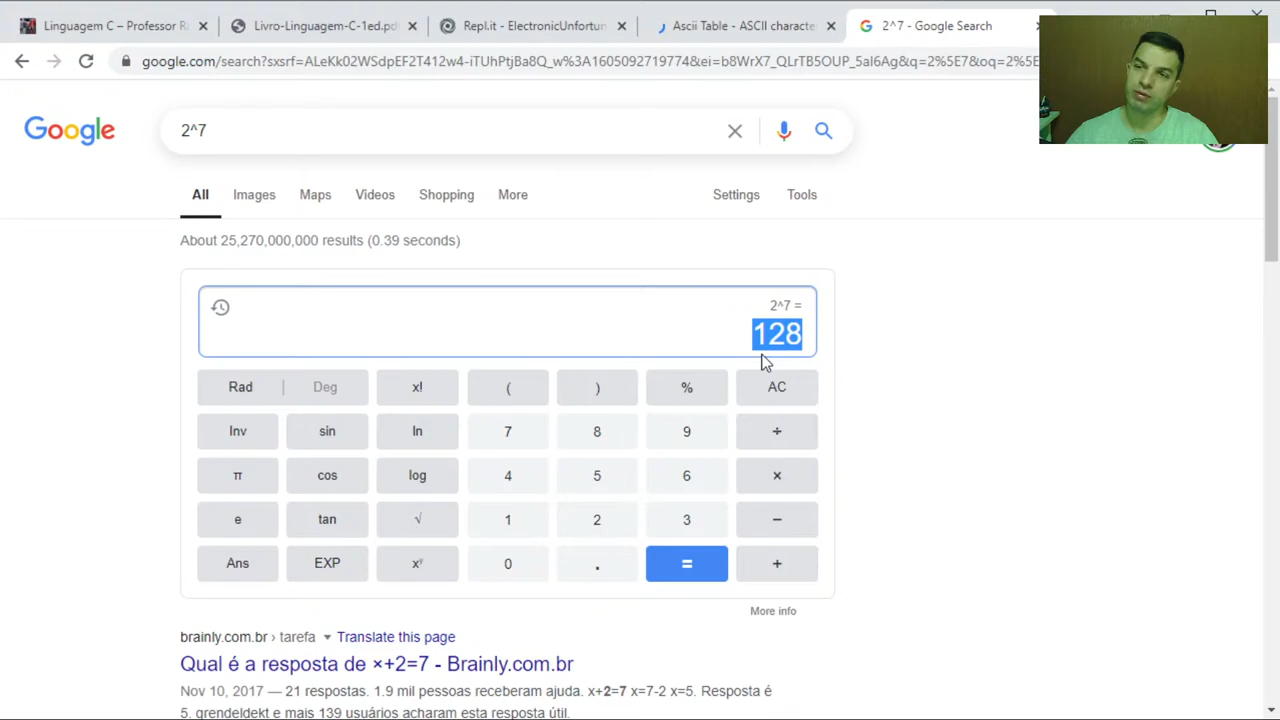 Linguagem C – Professor R
Livro-Linguagem-C-1ed.pd
Repl.it - ElectronicUnfortun
Ascii Table - ASCII characte
2^7 - Google Search
google.com/search?sxsrf=ALeKk02WSdpEF2T412w4-iTUhPtjBa8Q_w%3A1605092719774&ei=b8WrX7_QLrTB5OUP_5aI6Ag&q=2%5E7&oq=2%5E
Google
2^7
All
Images
Maps
Videos
Shopping
More
Settings
Tools
About 25,270,000,000 results (0.39 seconds)
2^7 =
128
Rad Deg x! ( ) % AC
Inv sin ln 7 8 9 ÷
π cos log 4 5 6 ×
e tan √ 1 2 3 −
Ans EXP xʸ 0 . = +
More info
brainly.com.br › tarefa ▾ Translate this page
Qual é a resposta de ×+2=7 - Brainly.com.br
Nov 10, 2017 — 21 respostas. 1.9 mil pessoas receberam ajuda. x+2=7 x=7-2 x=5. Resposta é
5. grendeldekt e mais 139 usuários acharam esta resposta útil.